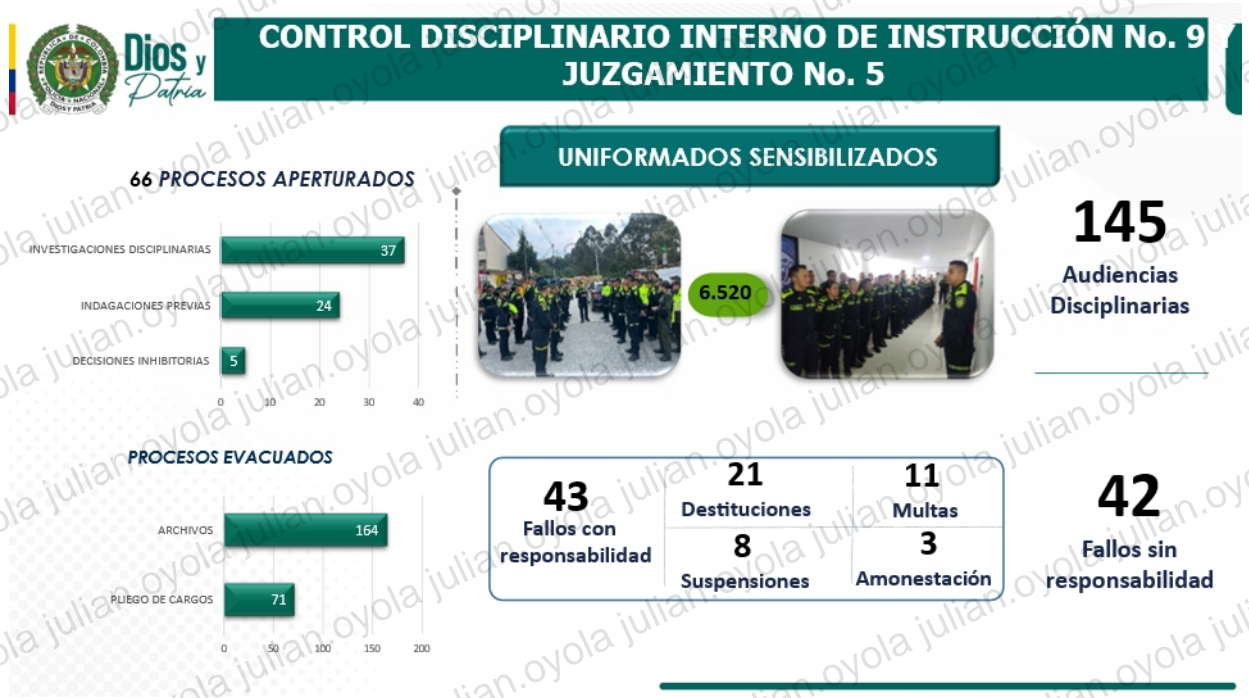 CONTROL DISCIPLINARIO INTERNO DE INSTRUCCIÓN No. 9 Y
JUZGAMIENTO No. 5
Dios y
Patria
66 PROCESOS APERTURADOS
INVESTIGACIONES DISCIPLINARIAS 37
INDAGACIONES PREVIAS 24
DECISIONES INHIBITORIAS 5
0 10 20 30 40
UNIFORMADOS SENSIBILIZADOS
6.520
145
Audiencias
Disciplinarias
PROCESOS EVACUADOS
ARCHIVOS 164
PLIEGO DE CARGOS 71
0 50 100 150 200
43
Fallos con
responsabilidad
21
Destituciones
11
Multas
8
Suspensiones
3
Amonestación
42
Fallos sin
responsabilidad
julian.oyola